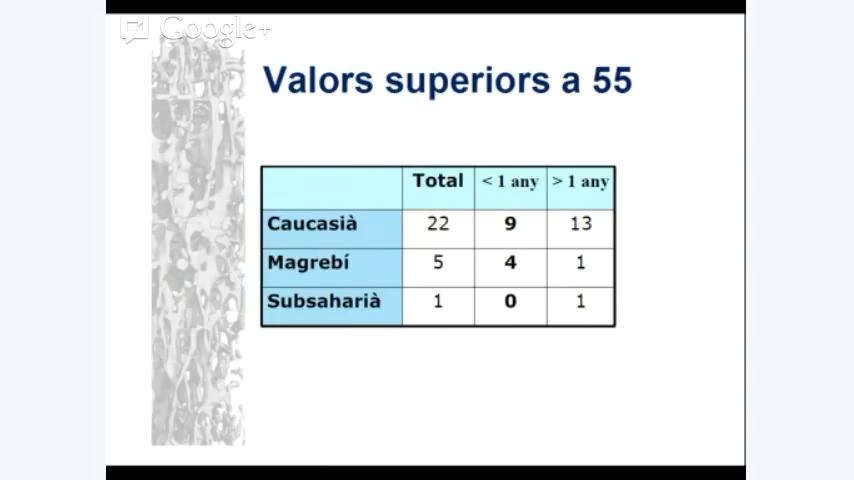 Google+
Valors superiors a 55
Total < 1 any > 1 any
Caucasià 22 9 13
Magrebí 5 4 1
Subsaharià 1 0 1